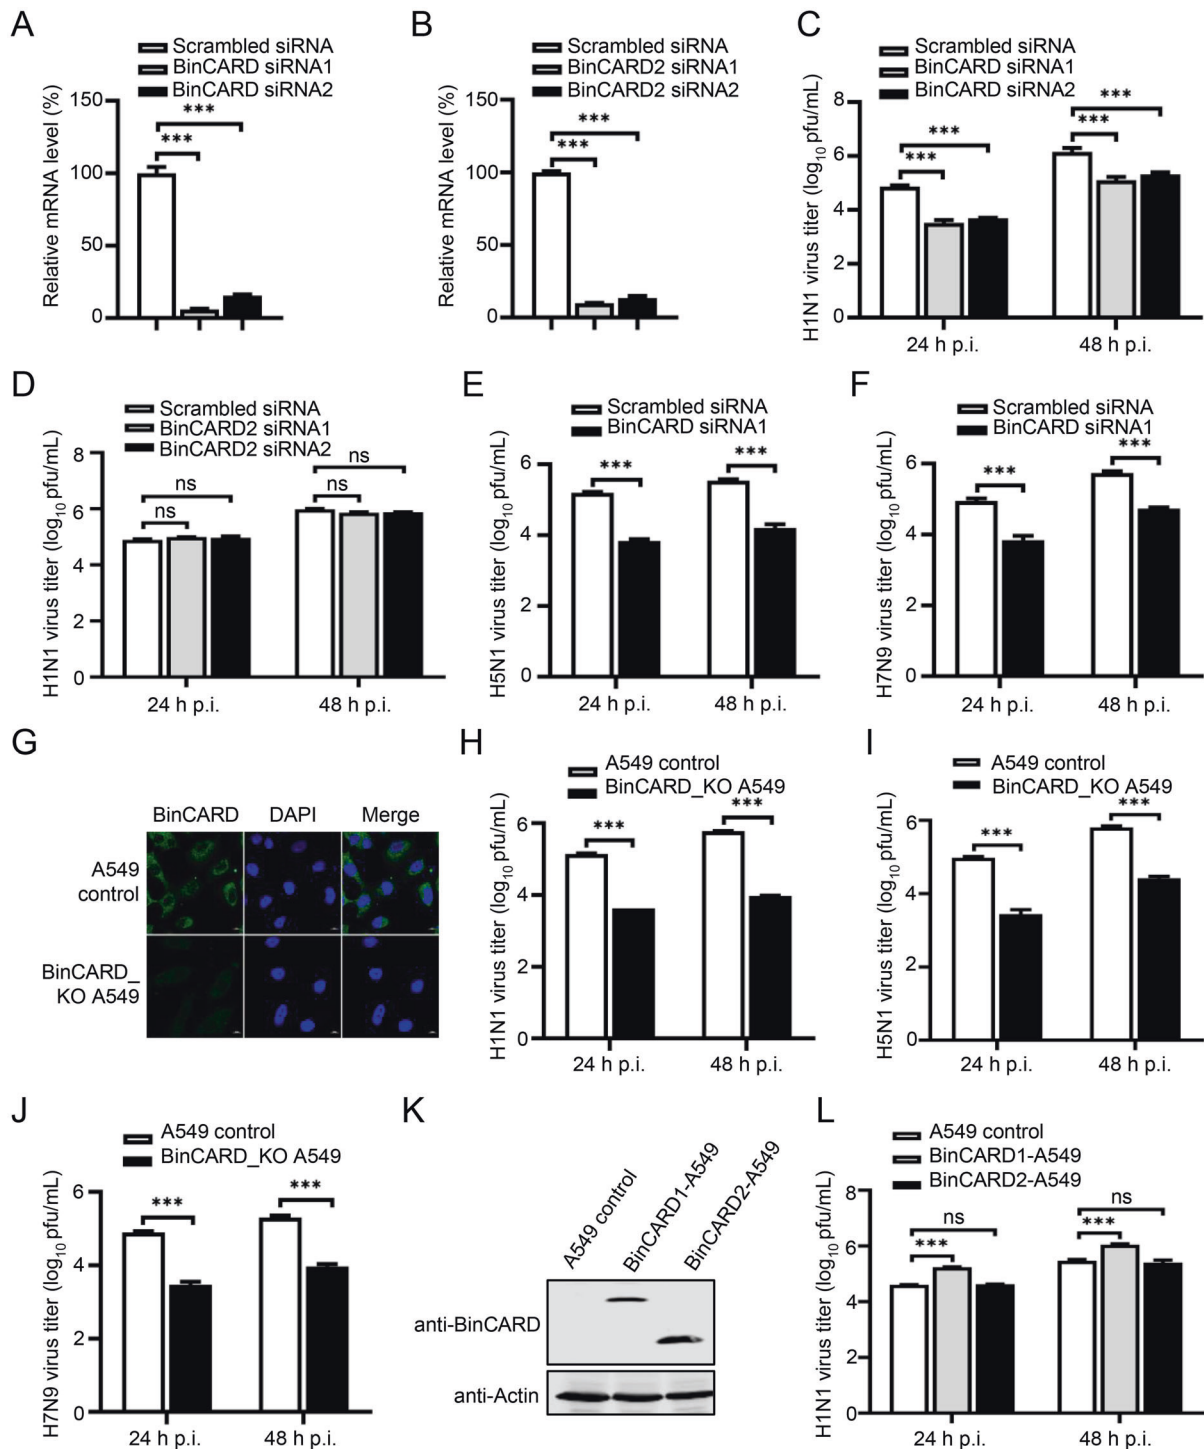 A
Scrambled siRNA
BinCARD siRNA1
BinCARD siRNA2
Relative mRNA level (%)
150
100
50
0
***
***
B
Scrambled siRNA
BinCARD2 siRNA1
BinCARD2 siRNA2
Relative mRNA level (%)
150
100
50
0
***
***
C
Scrambled siRNA
BinCARD siRNA1
BinCARD siRNA2
H1N1 virus titer (log10 pfu/mL)
8
6
4
2
0
***
***
***
***
24 h p.i.
48 h p.i.
D
Scrambled siRNA
BinCARD2 siRNA1
BinCARD2 siRNA2
H1N1 virus titer (log10 pfu/mL)
8
6
4
2
0
ns
ns
ns
ns
24 h p.i.
48 h p.i.
E
Scrambled siRNA
BinCARD siRNA1
H5N1 virus titer (log10 pfu/mL)
6
4
2
0
***
***
24 h p.i.
48 h p.i.
F
Scrambled siRNA
BinCARD siRNA1
H7N9 virus titer (log10 pfu/mL)
6
4
2
0
***
***
24 h p.i.
48 h p.i.
G
BinCARD DAPI Merge
A549
control
BinCARD_
KO A549
H
A549 control
BinCARD_KO A549
H1N1 virus titer (log10 pfu/mL)
6
4
2
0
***
***
24 h p.i.
48 h p.i.
I
A549 control
BinCARD_KO A549
H5N1 virus titer (log10 pfu/mL)
6
4
2
0
***
***
24 h p.i.
48 h p.i.
J
A549 control
BinCARD_KO A549
H7N9 virus titer (log10 pfu/mL)
6
4
2
0
***
***
24 h p.i.
48 h p.i.
K
A549 control
BinCARD1-A549
BinCARD2-A549
anti-BinCARD
anti-Actin
L
A549 control
BinCARD1-A549
BinCARD2-A549
H1N1 virus titer (log10 pfu/mL)
8
6
4
2
0
ns
***
ns
***
24 h p.i.
48 h p.i.